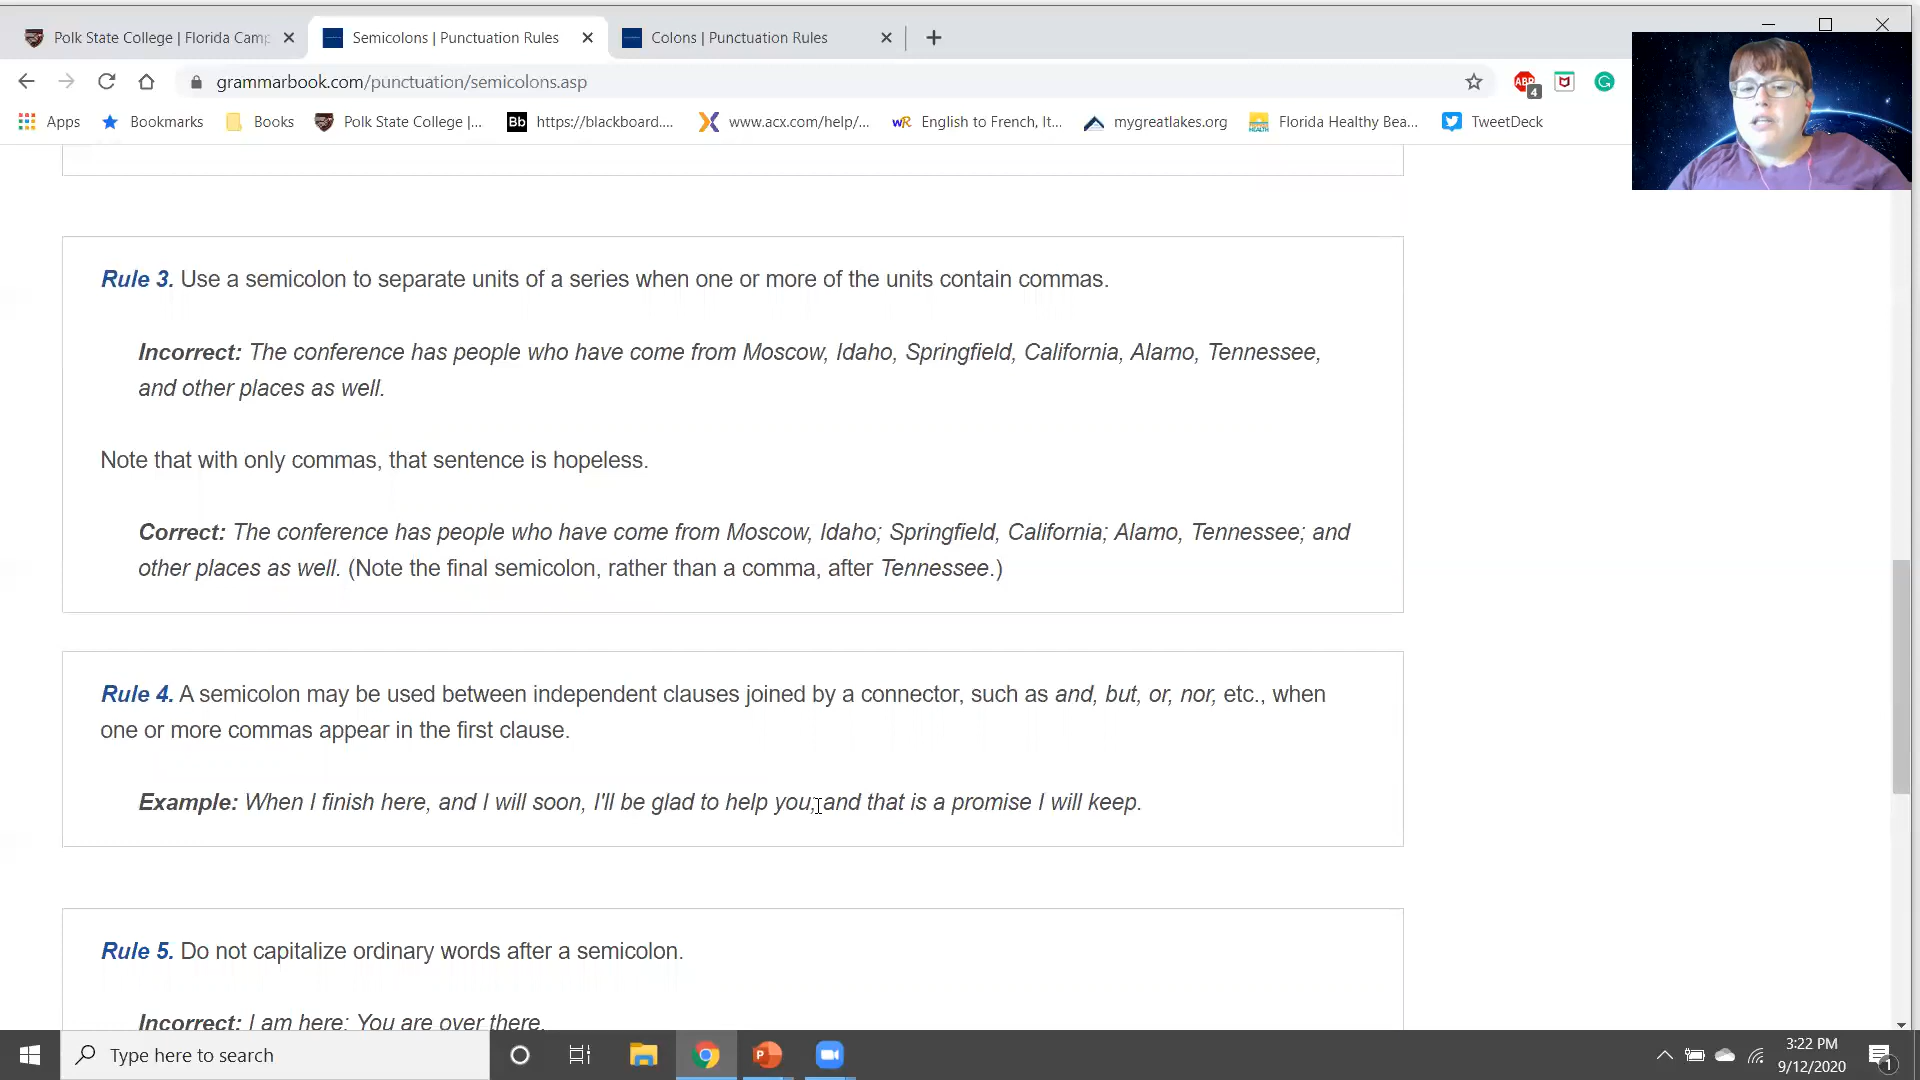 Polk State College | Florida Camp
Semicolons | Punctuation Rules
Colons | Punctuation Rules
grammarbook.com/punctuation/semicolons.asp
ABP
4
Apps
Bookmarks
Books
Polk State College |...
Bb
https://blackboard....
www.acx.com/help/...
WR
English to French, It...
mygreatlakes.org
HEALTH
Florida Healthy Bea...
TweetDeck
Rule 3. Use a semicolon to separate units of a series when one or more of the units contain commas.
Incorrect: The conference has people who have come from Moscow, Idaho, Springfield, California, Alamo, Tennessee,
and other places as well.
Note that with only commas, that sentence is hopeless.
Correct: The conference has people who have come from Moscow, Idaho; Springfield, California; Alamo, Tennessee; and
other places as well. (Note the final semicolon, rather than a comma, after Tennessee.)
Rule 4. A semicolon may be used between independent clauses joined by a connector, such as and, but, or, nor, etc., when
one or more commas appear in the first clause.
Example: When I finish here, and I will soon, I'll be glad to help you; and that is a promise I will keep.
Rule 5. Do not capitalize ordinary words after a semicolon.
Incorrect: I am here; You are over there.
Type here to search
3:22 PM
9/12/2020
1